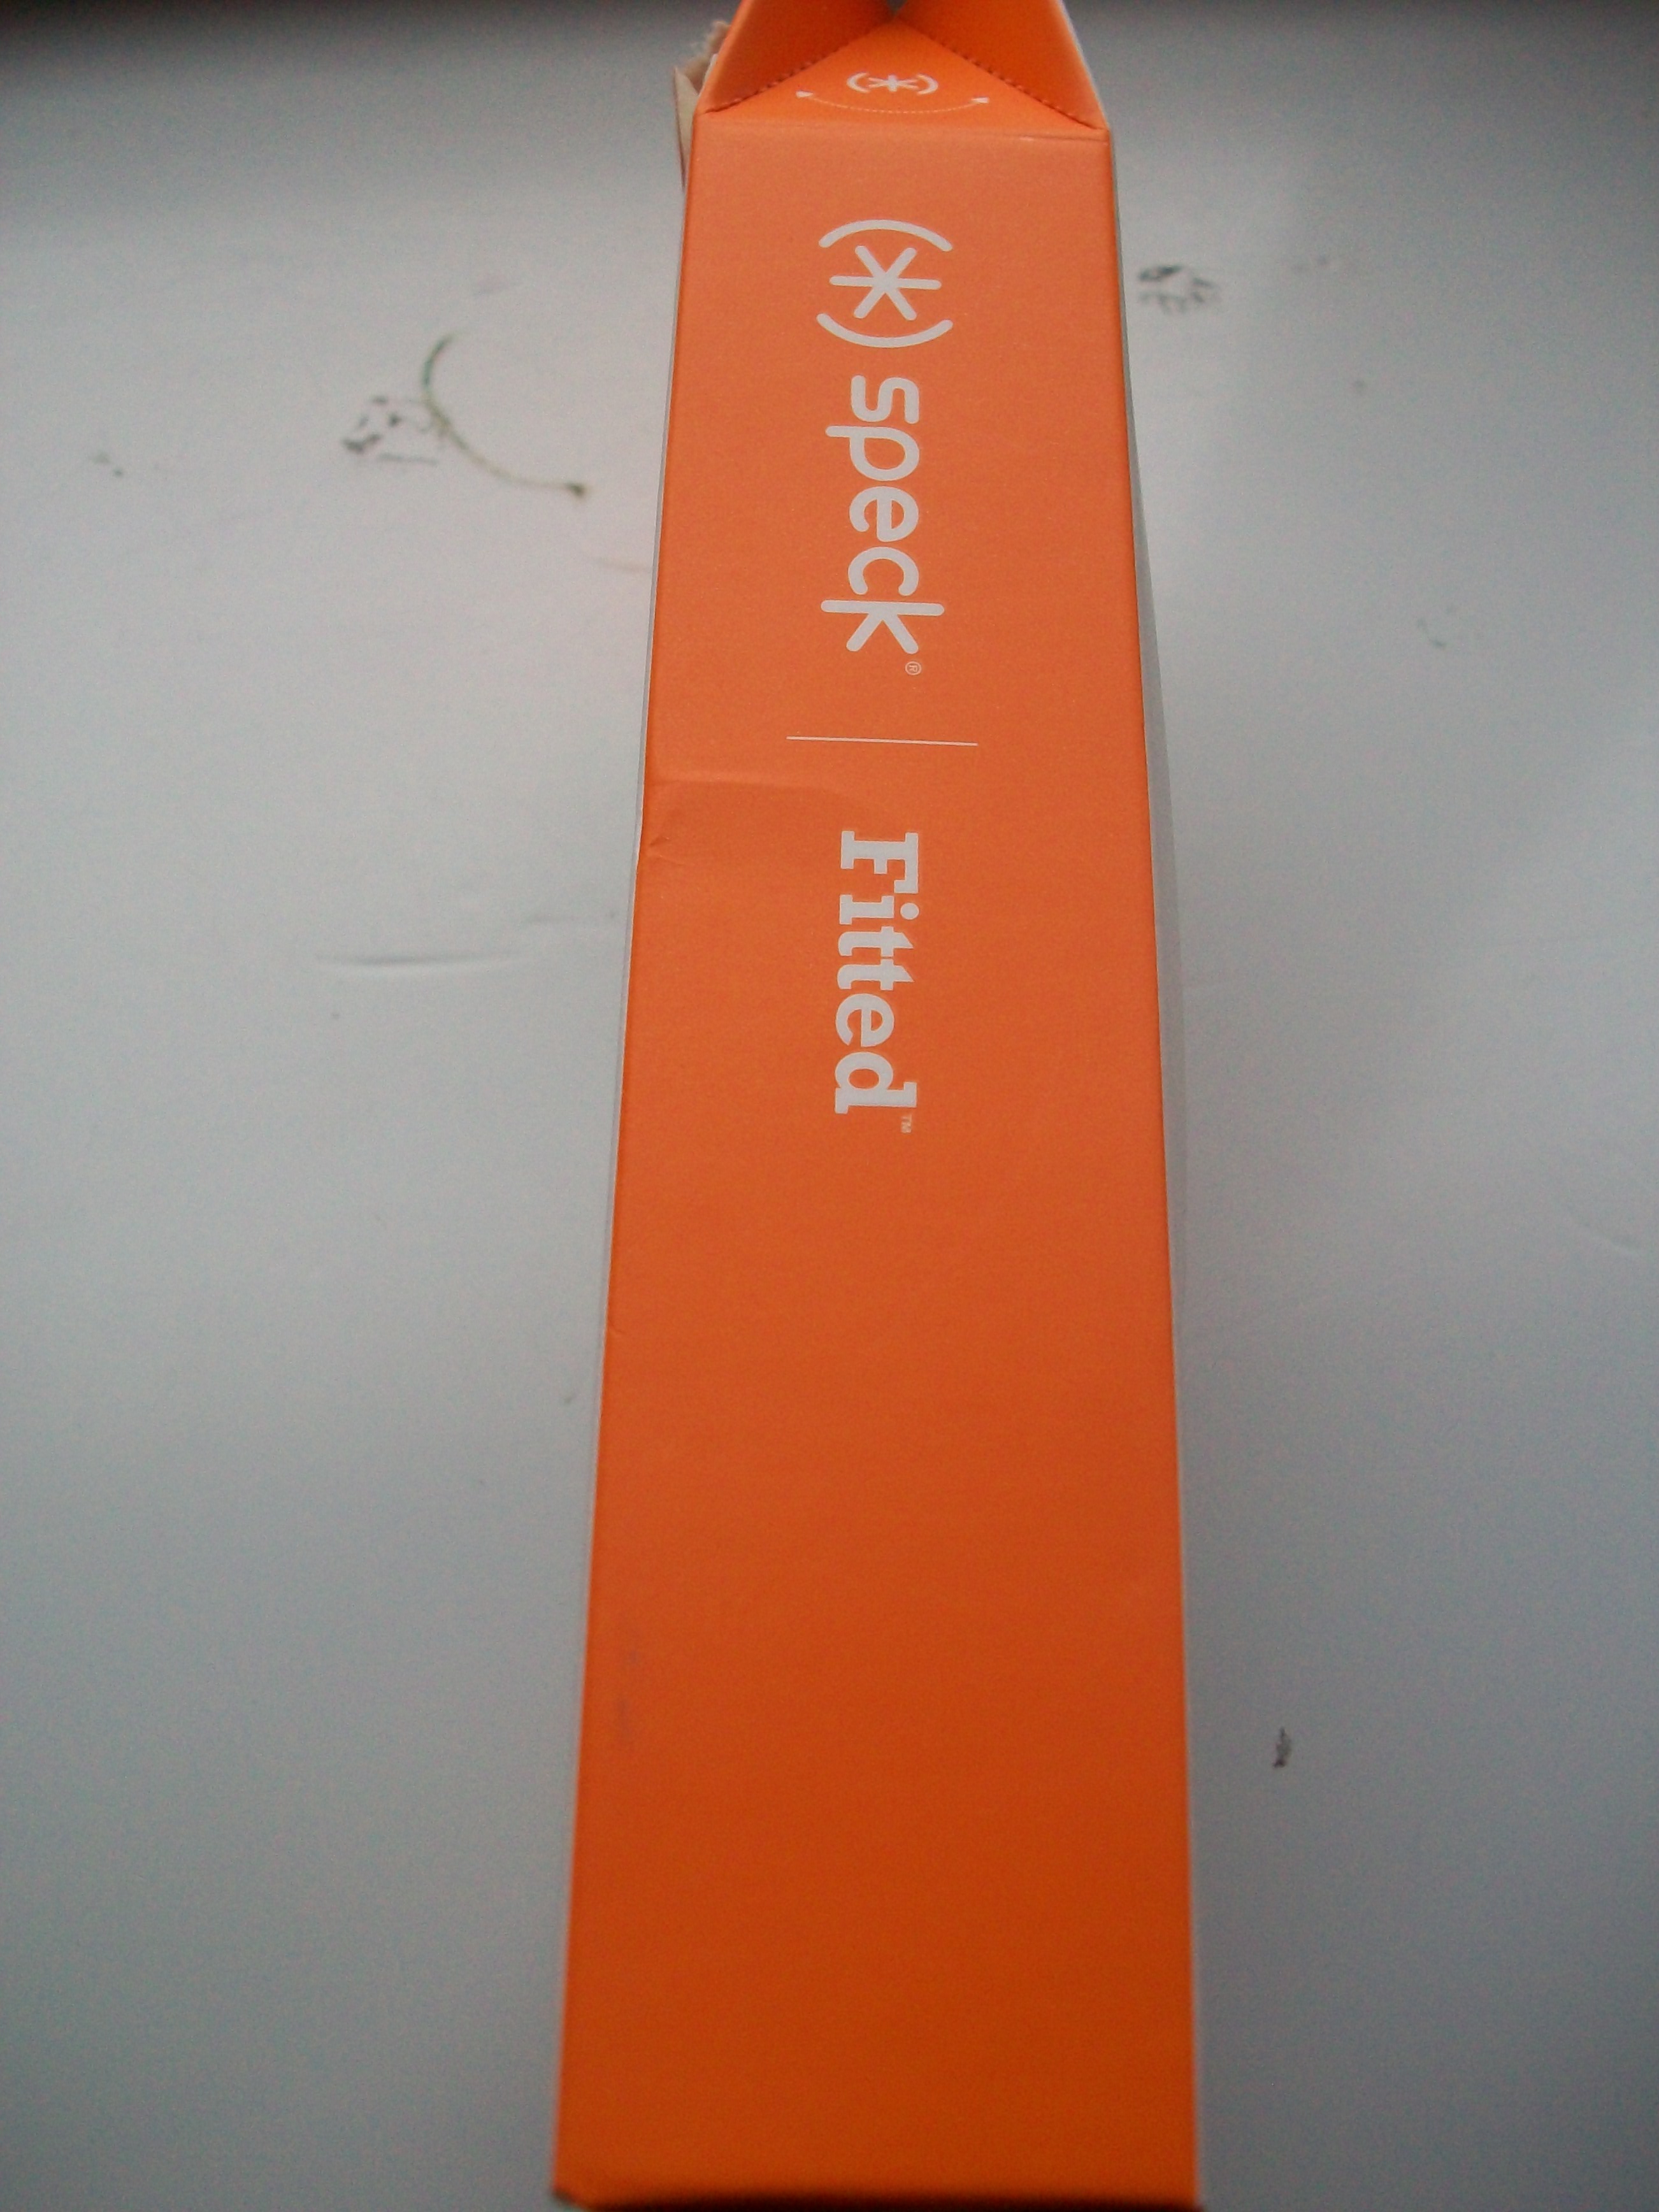 (*)
(*) speck® | Fitted™